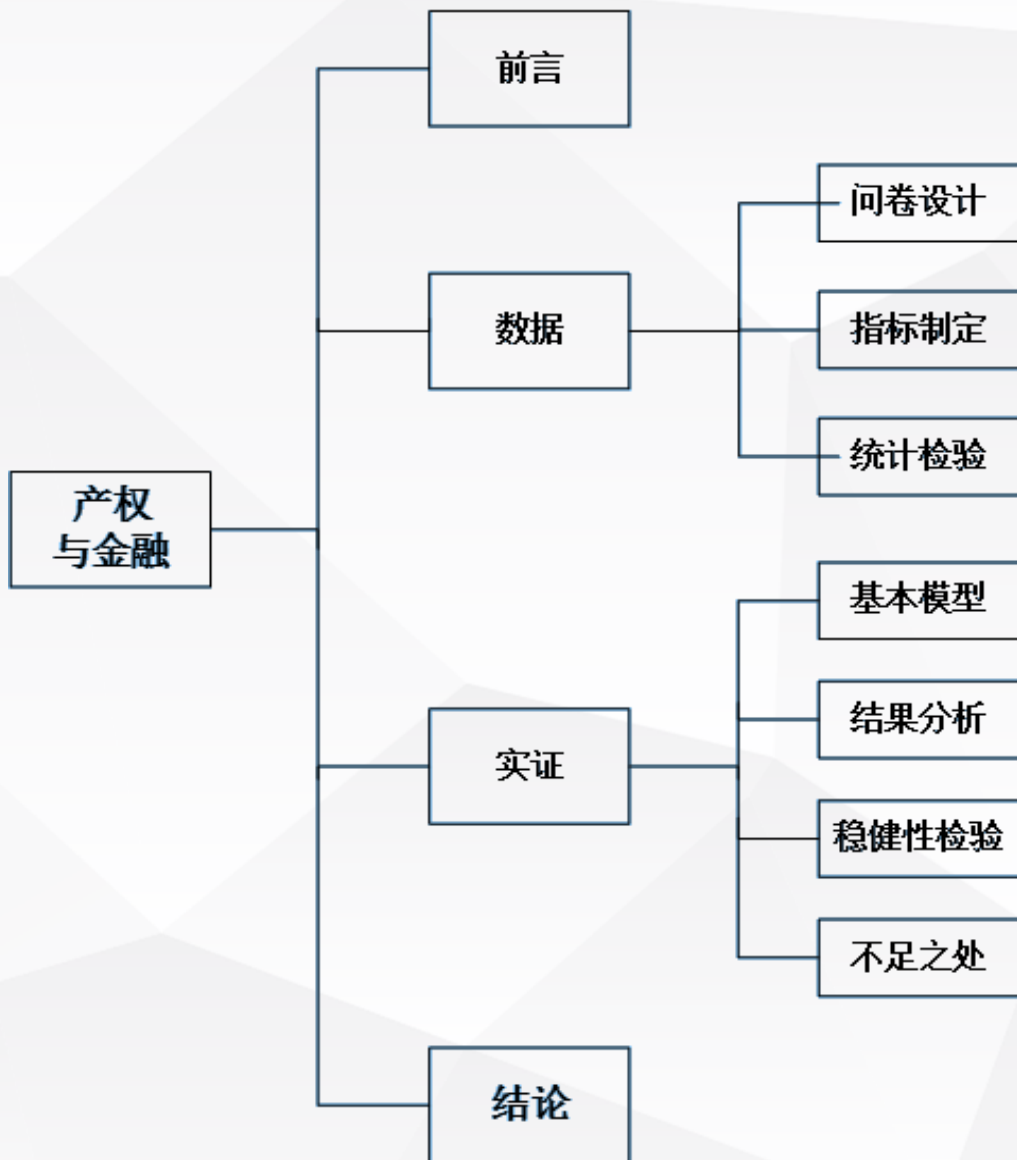 前言
问卷设计
数据
指标制定
统计检验
产权
与金融
基本模型
结果分析
实证
稳健性检验
不足之处
结论